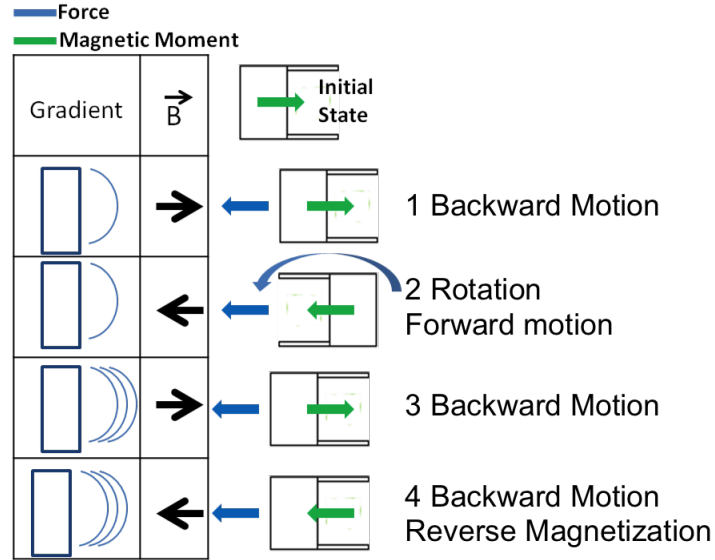 Force
Magnetic Moment
Gradient
B
Initial
State
1 Backward Motion
2 Rotation
Forward motion
3 Backward Motion
4 Backward Motion
Reverse Magnetization